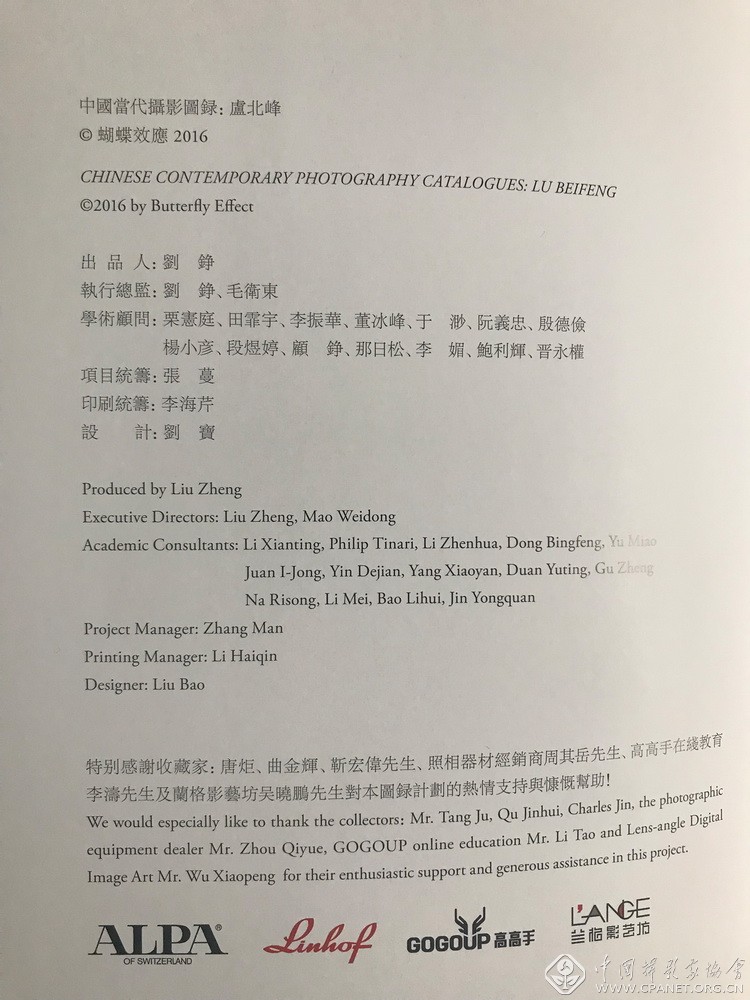 中國當代攝影圖録：盧北峰
© 蝴蝶效應 2016
CHINESE CONTEMPORARY PHOTOGRAPHY CATALOGUES: LU BEIFENG
©2016 by Butterfly Effect
出 品 人：劉 錚
執行總監：劉 錚、毛衛東
學術顧問：栗憲庭、田霏宇、李振華、董冰峰、于 渺、阮義忠、殷德儉
楊小彦、段煜婷、顧 錚、那日松、李 媚、鮑利輝、晋永權
項目統籌：張 蔓
印刷統籌：李海芹
設 計：劉 寶
Produced by Liu Zheng
Executive Directors: Liu Zheng, Mao Weidong
Academic Consultants: Li Xianting, Philip Tinari, Li Zhenhua, Dong Bingfeng, Yu Miao
Juan I-Jong, Yin Dejian, Yang Xiaoyan, Duan Yuting, Gu Zheng
Na Risong, Li Mei, Bao Lihui, Jin Yongquan
Project Manager: Zhang Man
Printing Manager: Li Haiqin
Designer: Liu Bao
特别感謝收藏家：唐炬、曲金輝、靳宏偉先生、照相器材經銷商周其岳先生、高高手在綫教育
李濤先生及蘭格影藝坊吴曉鵬先生對本圖録計劃的熱情支持與慷慨幫助！
We would especially like to thank the collectors: Mr. Tang Ju, Qu Jinhui, Charles Jin, the photographic
equipment dealer Mr. Zhou Qiyue, GOGOUP online education Mr. Li Tao and Lens-angle Digital
Image Art Mr. Wu Xiaopeng for their enthusiastic support and generous assistance in this project.
ALPA®
OF SWITZERLAND
Linhof
GOGOUP 高高手
L'ANGE
兰格影艺坊
中国摄影家协会
WWW.CPANET.ORG.CN